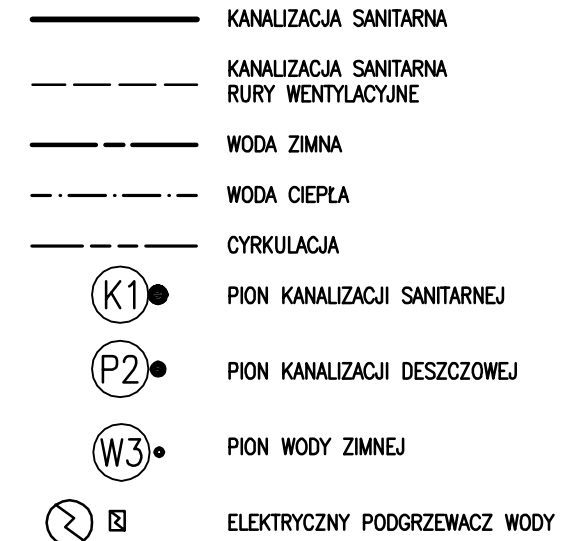 KANALIZACJA SANITARNA
KANALIZACJA SANITARNA
RURY WENTYLACYJNE
WODA ZIMNA
WODA CIEPŁA
CYRKULACJA
K1 PION KANALIZACJI SANITARNEJ
P2 PION KANALIZACJI DESZCZOWEJ
W3 PION WODY ZIMNEJ
ELEKTRYCZNY PODGRZEWACZ WODY